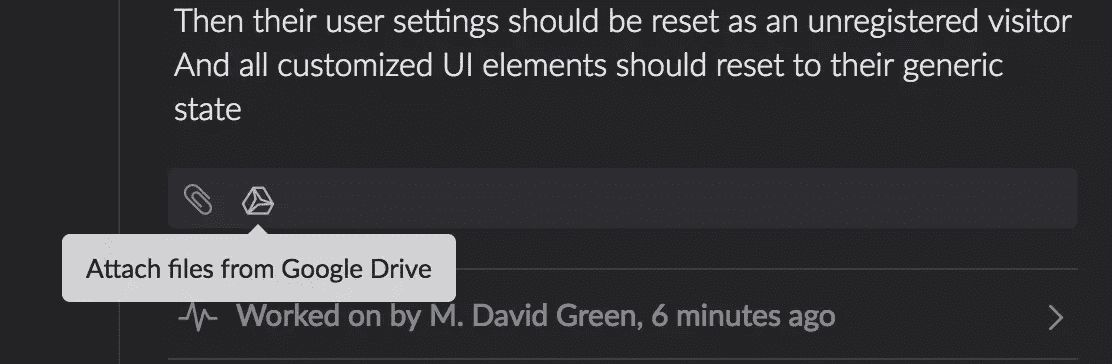 Then their user settings should be reset as an unregistered visitor
And all customized UI elements should reset to their generic
state
Attach files from Google Drive
Worked on by M. David Green, 6 minutes ago